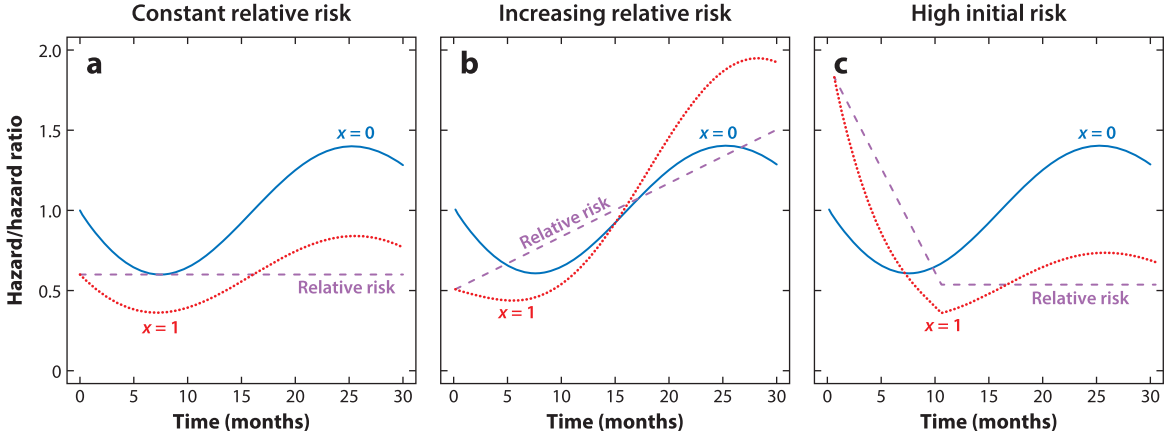 Constant relative risk
Increasing relative risk
High initial risk
Hazard/hazard ratio
2.0
1.5
1.0
0.5
0
a
x = 0
Relative risk
x = 1
0 5 10 15 20 25 30
Time (months)
b
x = 0
Relative risk
x = 1
0 5 10 15 20 25 30
Time (months)
c
x = 0
Relative risk
x = 1
0 5 10 15 20 25 30
Time (months)